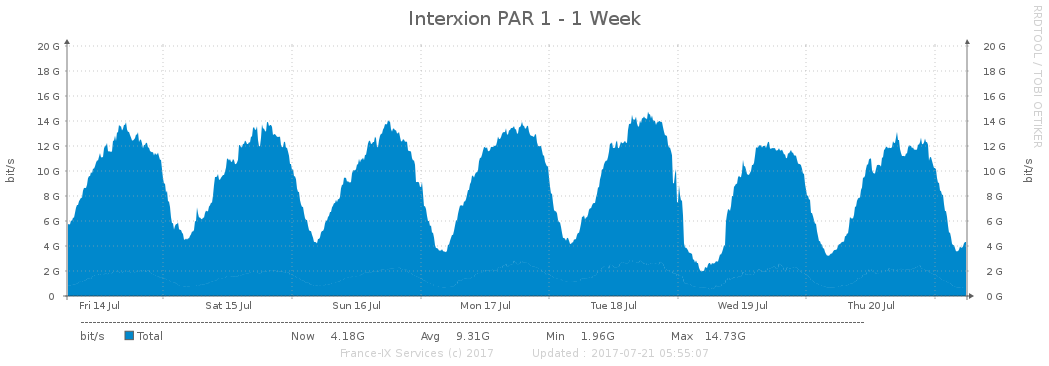 Interxion PAR 1 - 1 Week
RRDTOOL / TOBI OETIKER
20 G 20 G
18 G 18 G
16 G 16 G
14 G 14 G
12 G 12 G
10 G 10 G
8 G 8 G
6 G 6 G
4 G 4 G
2 G 2 G
0 0 G
bit/s
bit/s
Fri 14 Jul Sat 15 Jul Sun 16 Jul Mon 17 Jul Tue 18 Jul Wed 19 Jul Thu 20 Jul
bit/s Total Now 4.18G Avg 9.31G Min 1.96G Max 14.73G
France-IX Services (c) 2017 Updated : 2017-07-21 05:55:07